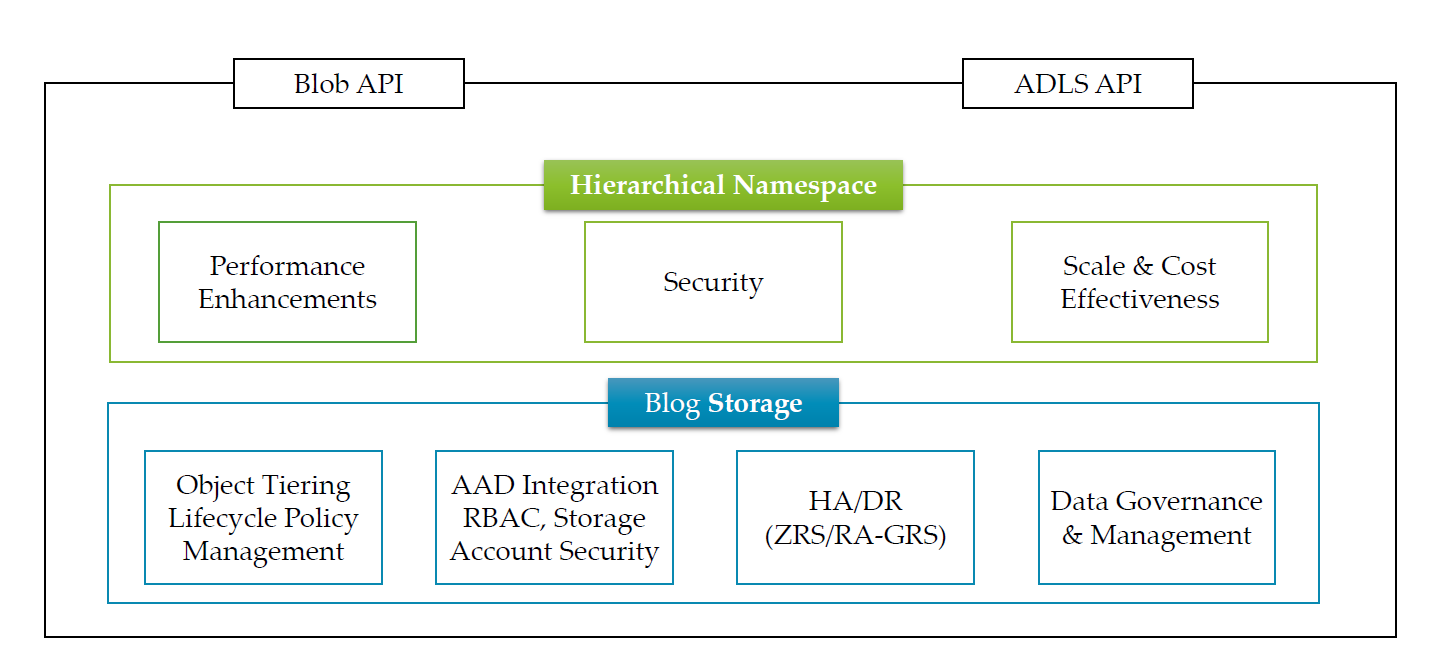 Blob API
ADLS API
Hierarchical Namespace
Performance
Enhancements
Security
Scale & Cost
Effectiveness
Blog Storage
Object Tiering
Lifecycle Policy
Management
AAD Integration
RBAC, Storage
Account Security
HA/DR
(ZRS/RA-GRS)
Data Governance
& Management